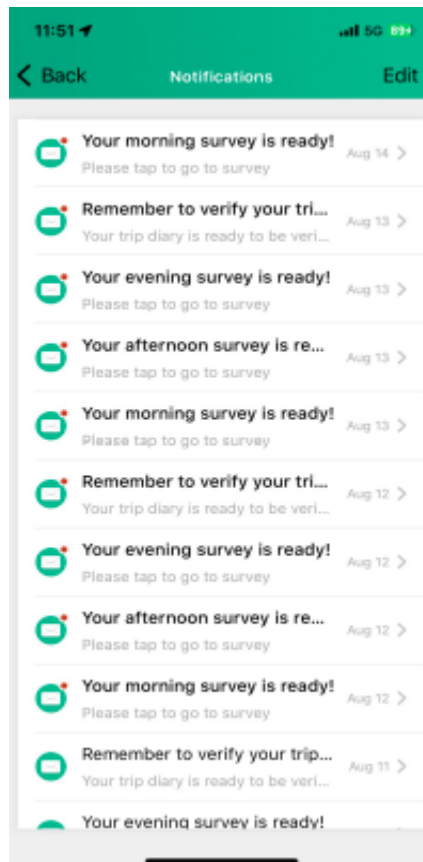 11:51
5G 89
Back
Notifications
Edit
Your morning survey is ready!
Please tap to go to survey
Aug 14
Remember to verify your tri...
Your trip diary is ready to be veri...
Aug 13
Your evening survey is ready!
Please tap to go to survey
Aug 13
Your afternoon survey is re...
Please tap to go to survey
Aug 13
Your morning survey is ready!
Please tap to go to survey
Aug 13
Remember to verify your tri...
Your trip diary is ready to be veri...
Aug 12
Your evening survey is ready!
Please tap to go to survey
Aug 12
Your afternoon survey is re...
Please tap to go to survey
Aug 12
Your morning survey is ready!
Please tap to go to survey
Aug 12
Remember to verify your trip...
Your trip diary is ready to be veri...
Aug 11
Your evening survey is ready!